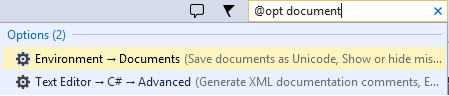 @opt document
Options (2)
Environment → Documents (Save documents as Unicode, Show or hide mis...
Text Editor → C# → Advanced (Generate XML documentation comments, E...